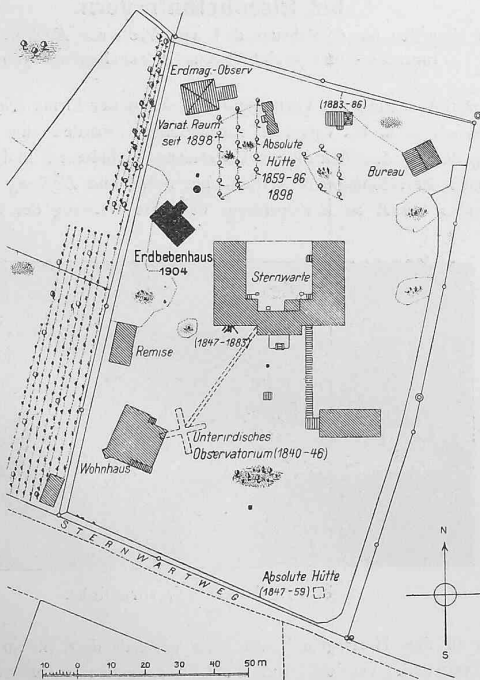 Erdmag.-Observ
(1883-86)
Variat. Raum
seit 1898
Absolute
Hütte
1859-86
1898
Bureau
Erdbebenhaus
1904
Sternwarte
(1847-1883)
Remise
Unterirdisches
Observatorium (1840-46)
Wohnhaus
STERNWARTWEG
Absolute Hütte
(1847-59)
N
S
10 0 10 20 30 40 50 m